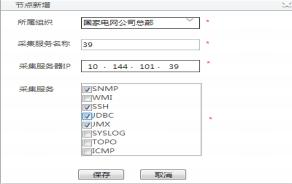 节点新增
所属组织 国家电网公司总部 *
采集服务名称 39 *
采集服务器IP 10 . 144 . 101 . 39 *
采集服务 SNMP
WMI
SSH
JDBC
JMX *
SYSLOG
TOPO
ICMP
保存 取消